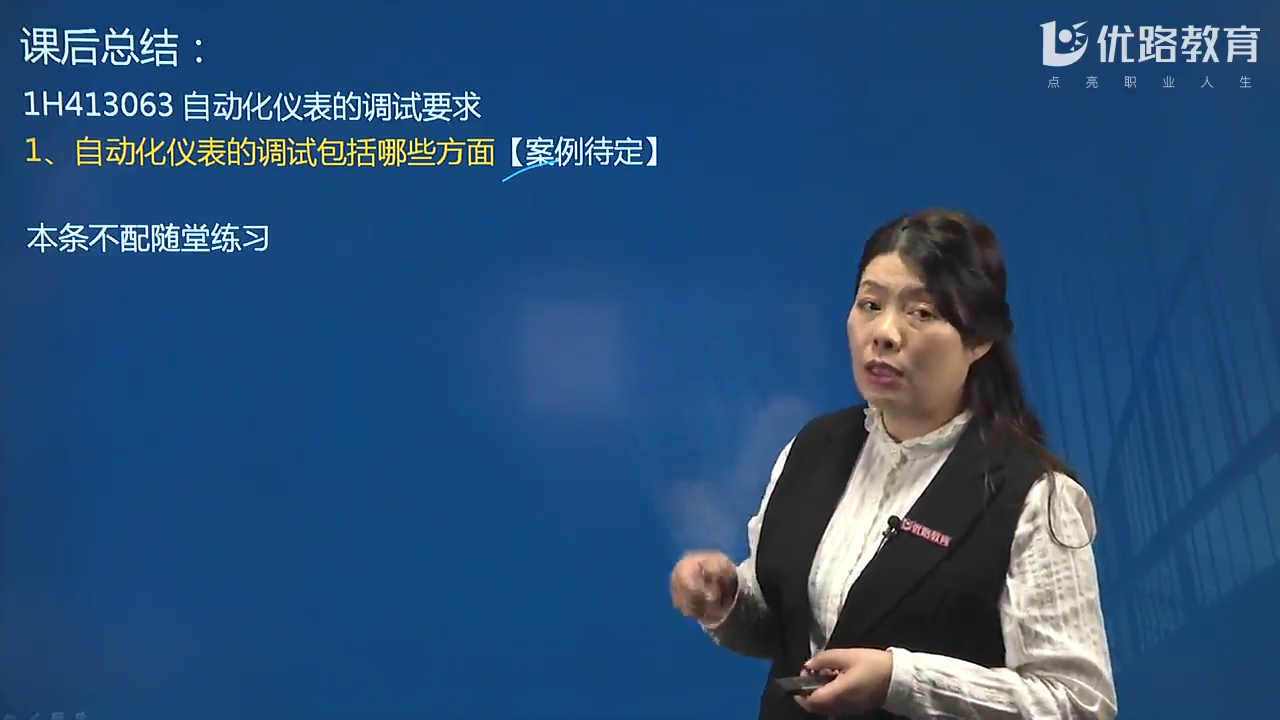 课后总结：
优路教育
点亮职业人生
1H413063 自动化仪表的调试要求
1、自动化仪表的调试包括哪些方面【案例待定】
本条不配随堂练习
优路教育